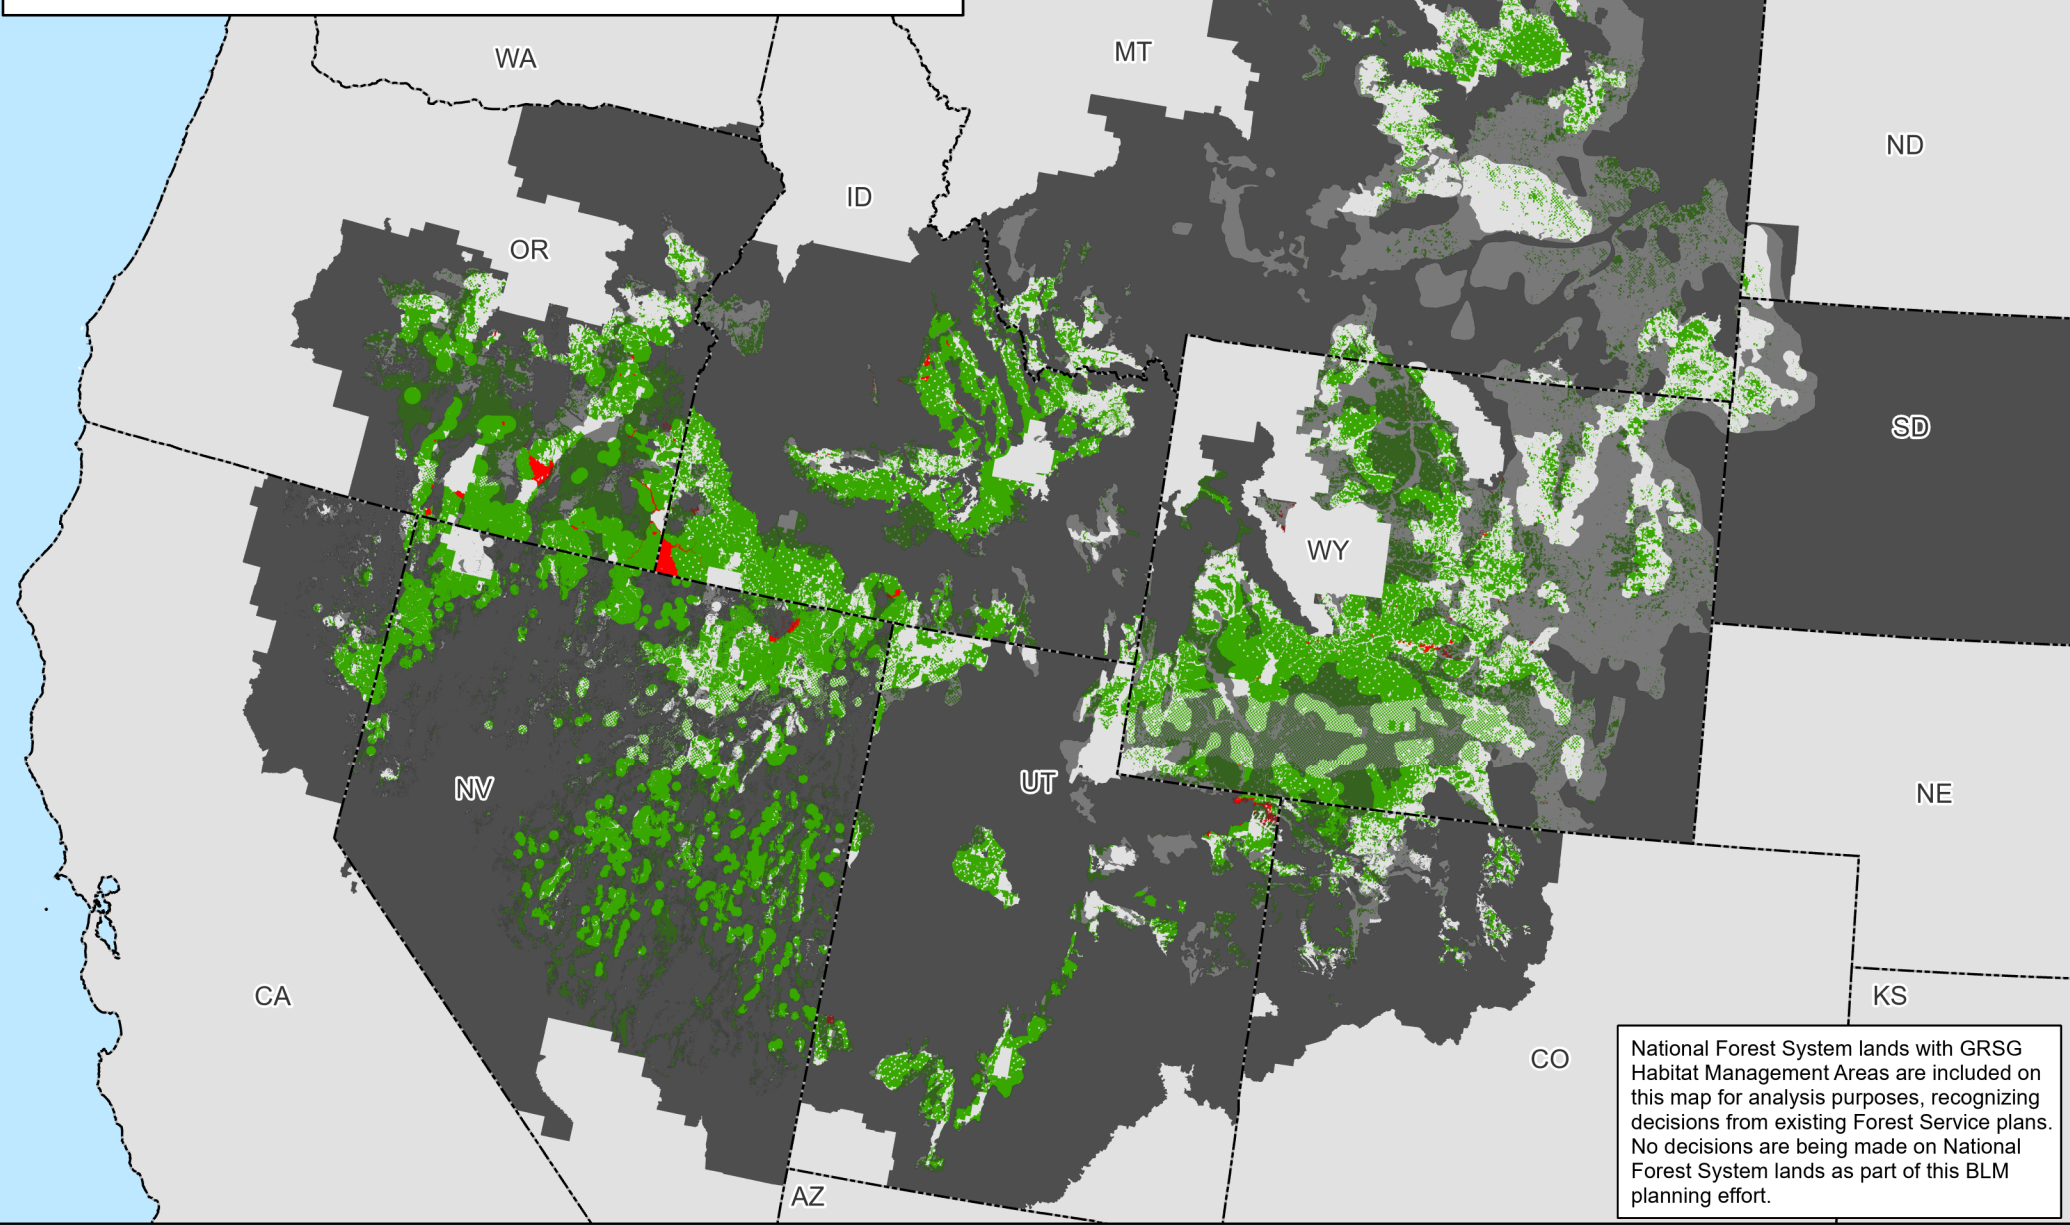 WA
MT
ND
ID
OR
SD
WY
UT
NV
NE
CA
KS
CO
AZ
National Forest System lands with GRSG
Habitat Management Areas are included on
this map for analysis purposes, recognizing
decisions from existing Forest Service plans.
No decisions are being made on National
Forest System lands as part of this BLM
planning effort.